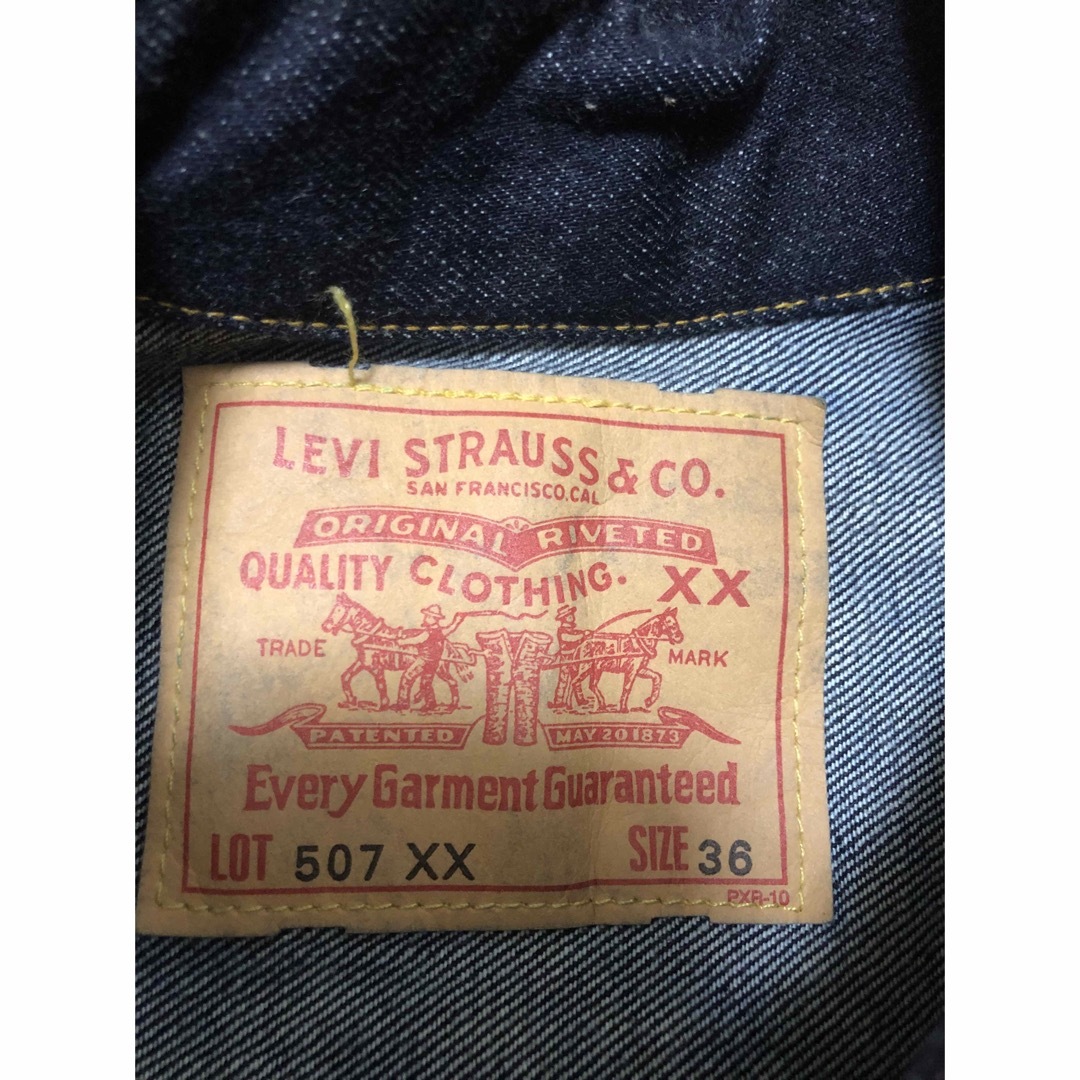 LEVI STRAUSS & CO.
SAN FRANCISCO, CAL
ORIGINAL RIVETED
QUALITY CLOTHING. XX
TRADE MARK
PATENTED MAY 20 1873
Every Garment Guaranteed
LOT 507 XX SIZE 36
PXR-10